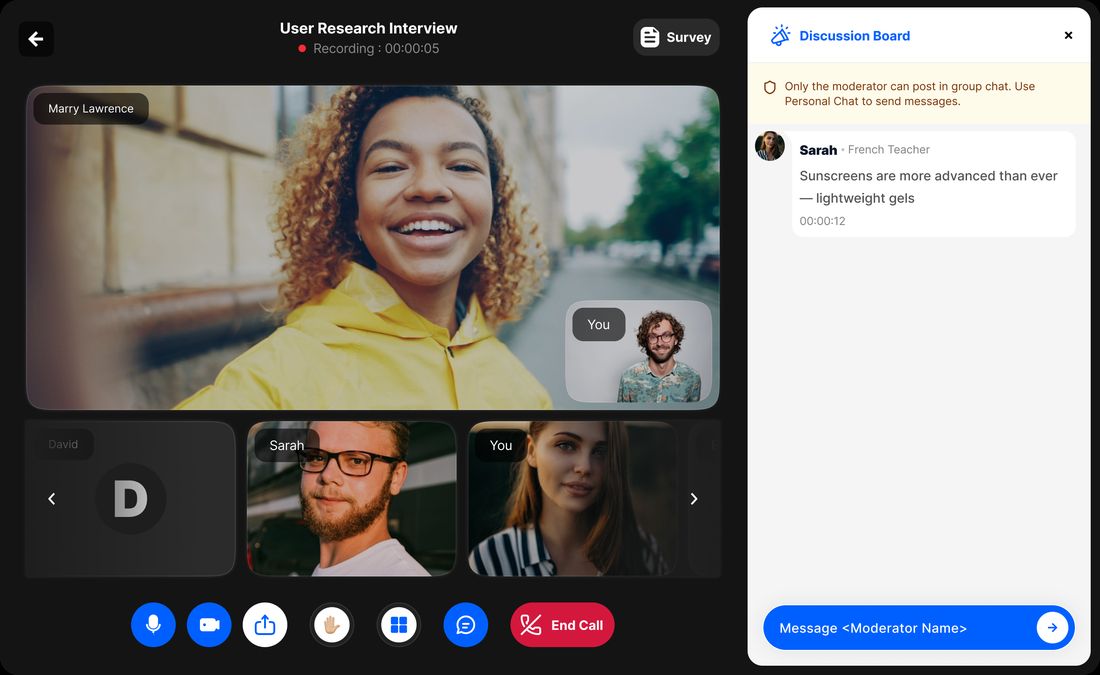 User Research Interview
Recording : 00:00:05
Survey
Marry Lawrence
You
David
D
Sarah
You
End Call
Discussion Board
Only the moderator can post in group chat. Use
Personal Chat to send messages.
Sarah • French Teacher
Sunscreens are more advanced than ever
— lightweight gels
00:00:12
Message <Moderator Name>